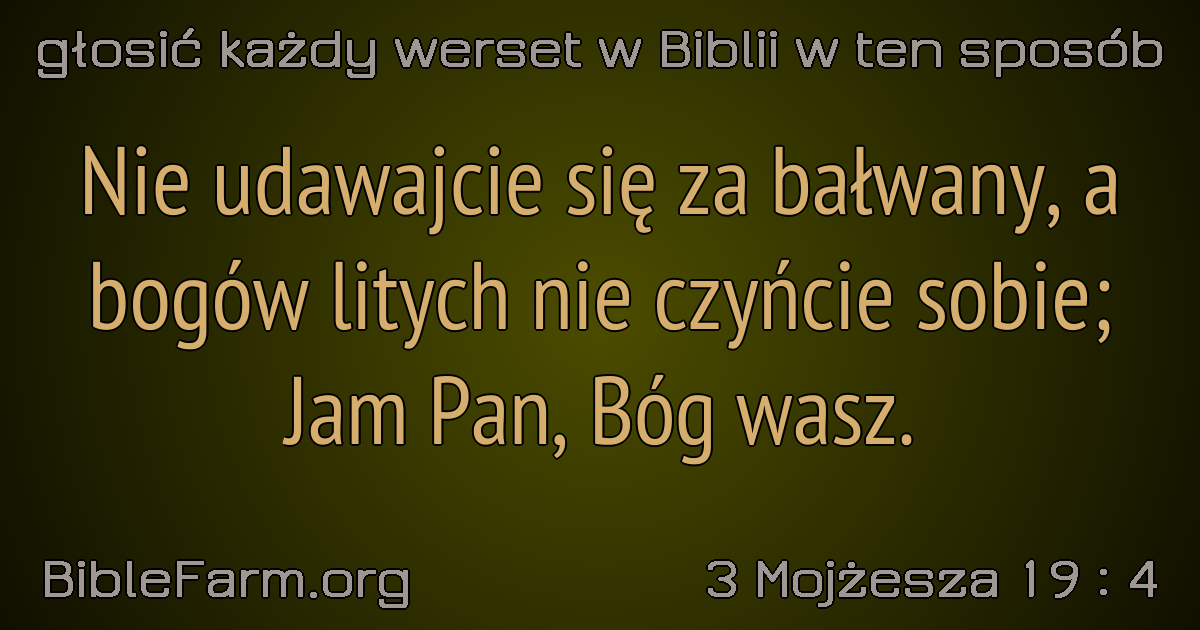 głosić każdy werset w Biblii w ten sposób
Nie udawajcie się za bałwany, a
bogów litych nie czyńcie sobie;
Jam Pan, Bóg wasz.
BibleFarm.org
3 Mojżesza 19 : 4